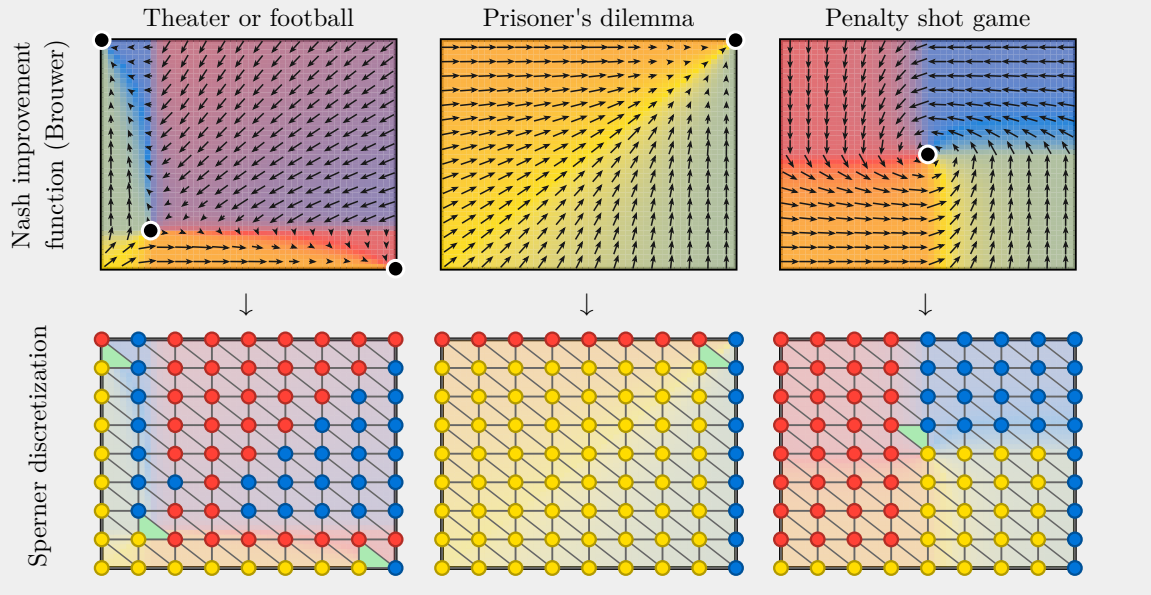 Theater or football
Prisoner's dilemma
Penalty shot game
Nash improvement
function (Brouwer)
↓ ↓ ↓
Sperner discretization